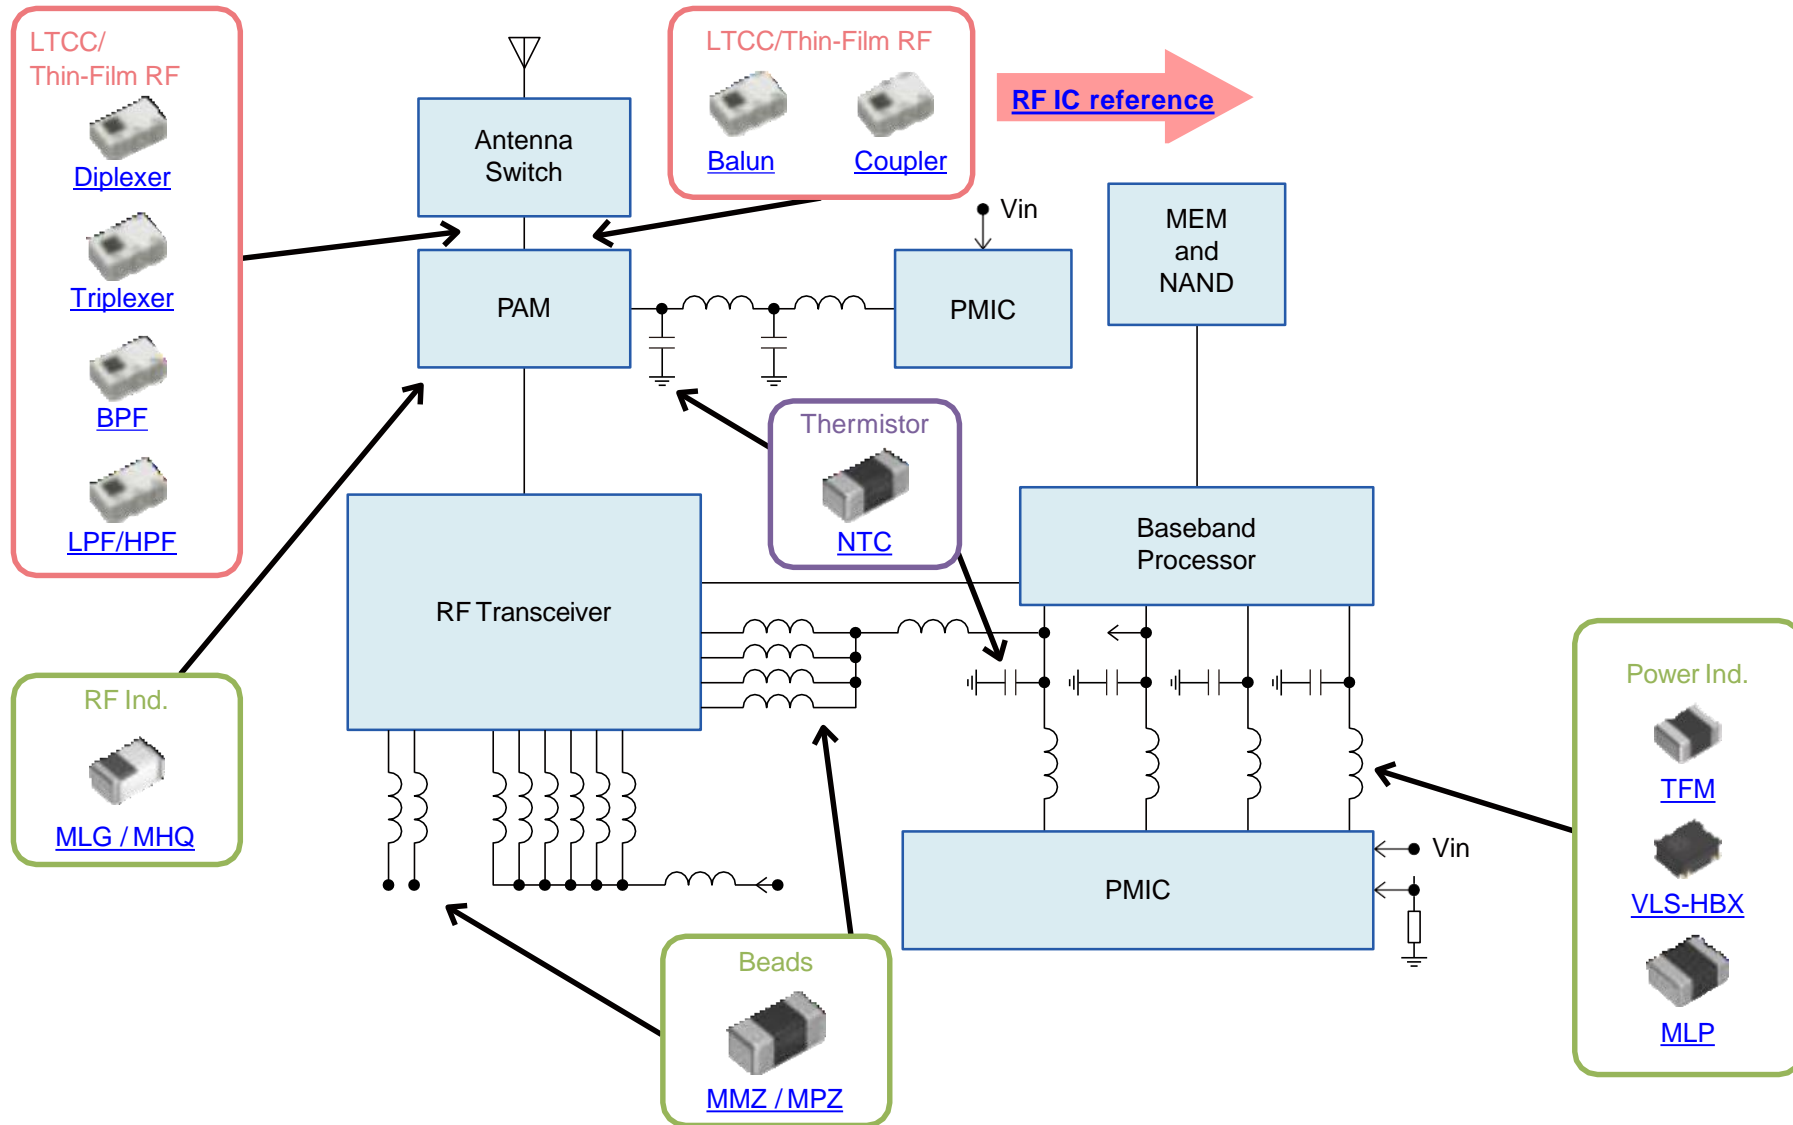 LTCC/
Thin-Film RF
Diplexer
Triplexer
BPF
LPF/HPF
Antenna
Switch
LTCC/Thin-Film RF
Balun
Coupler
RF IC reference
Vin
PAM
PMIC
MEM
and
NAND
Thermistor
NTC
RF Transceiver
Baseband
Processor
RF Ind.
MLG / MHQ
Power Ind.
TFM
VLS-HBX
MLP
PMIC
Vin
Beads
MMZ / MPZ